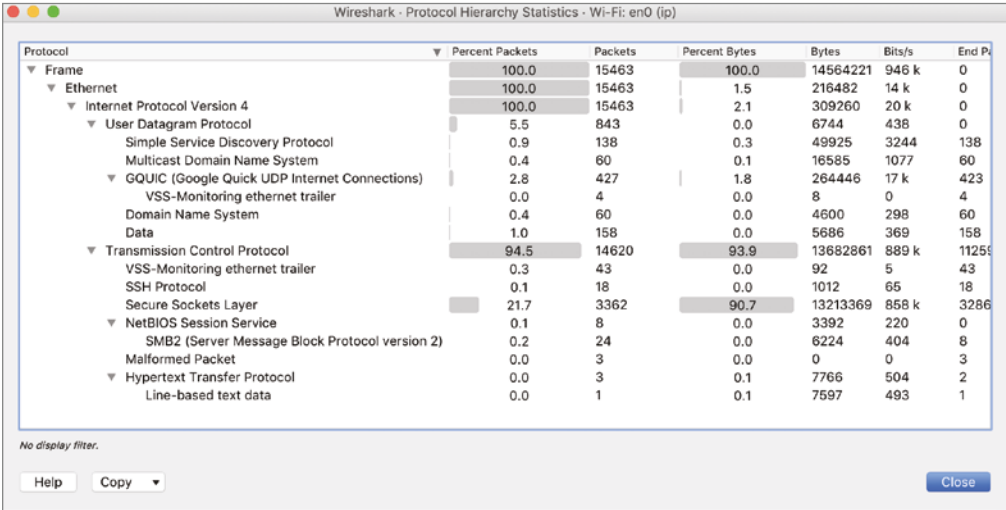 Wireshark · Protocol Hierarchy Statistics · Wi-Fi: en0 (ip)
Protocol Percent Packets Packets Percent Bytes Bytes Bits/s End Pa
Frame 100.0 15463 100.0 14564221 946 k 0
Ethernet 100.0 15463 1.5 216482 14 k 0
Internet Protocol Version 4 100.0 15463 2.1 309260 20 k 0
User Datagram Protocol 5.5 843 0.0 6744 438 0
Simple Service Discovery Protocol 0.9 138 0.3 49925 3244 138
Multicast Domain Name System 0.4 60 0.1 16585 1077 60
GQUIC (Google Quick UDP Internet Connections) 2.8 427 1.8 264446 17 k 423
VSS-Monitoring ethernet trailer 0.0 4 0.0 8 0 4
Domain Name System 0.4 60 0.0 4600 298 60
Data 1.0 158 0.0 5686 369 158
Transmission Control Protocol 94.5 14620 93.9 13682861 889 k 11259
VSS-Monitoring ethernet trailer 0.3 43 0.0 92 5 43
SSH Protocol 0.1 18 0.0 1012 65 18
Secure Sockets Layer 21.7 3362 90.7 13213369 858 k 3286
NetBIOS Session Service 0.1 8 0.0 3392 220 0
SMB2 (Server Message Block Protocol version 2) 0.2 24 0.0 6224 404 8
Malformed Packet 0.0 3 0.0 0 0 3
Hypertext Transfer Protocol 0.0 3 0.1 7766 504 2
Line-based text data 0.0 1 0.1 7597 493 1
No display filter.
Help Copy Close